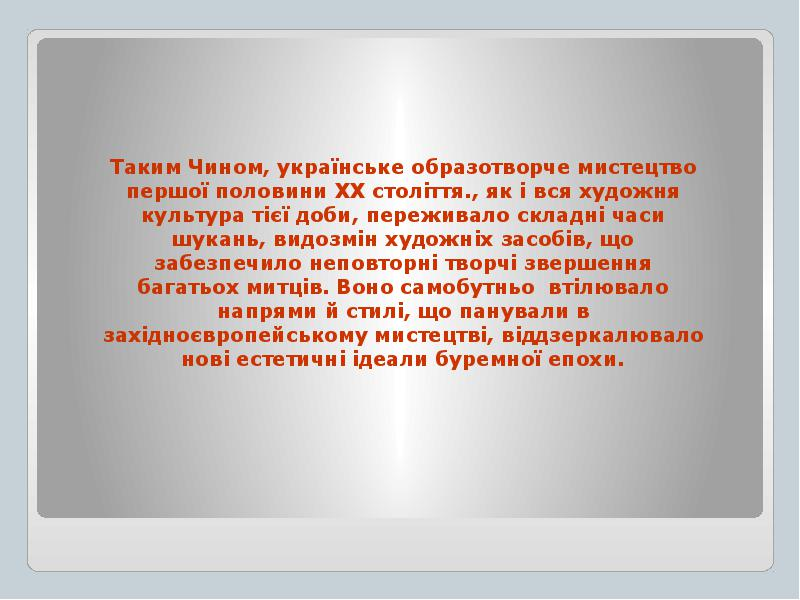 Таким Чином, українське образотворче мистецтво
першої половини ХХ століття., як і вся художня
культура тієї доби, переживало складні часи
шукань, видозмін художніх засобів, що
забезпечило неповторні творчі звершення
багатьох митців. Воно самобутньо  втілювало
напрями й стилі, що панували в
західноєвропейському мистецтві, віддзеркалювало
нові естетичні ідеали буремної епохи.